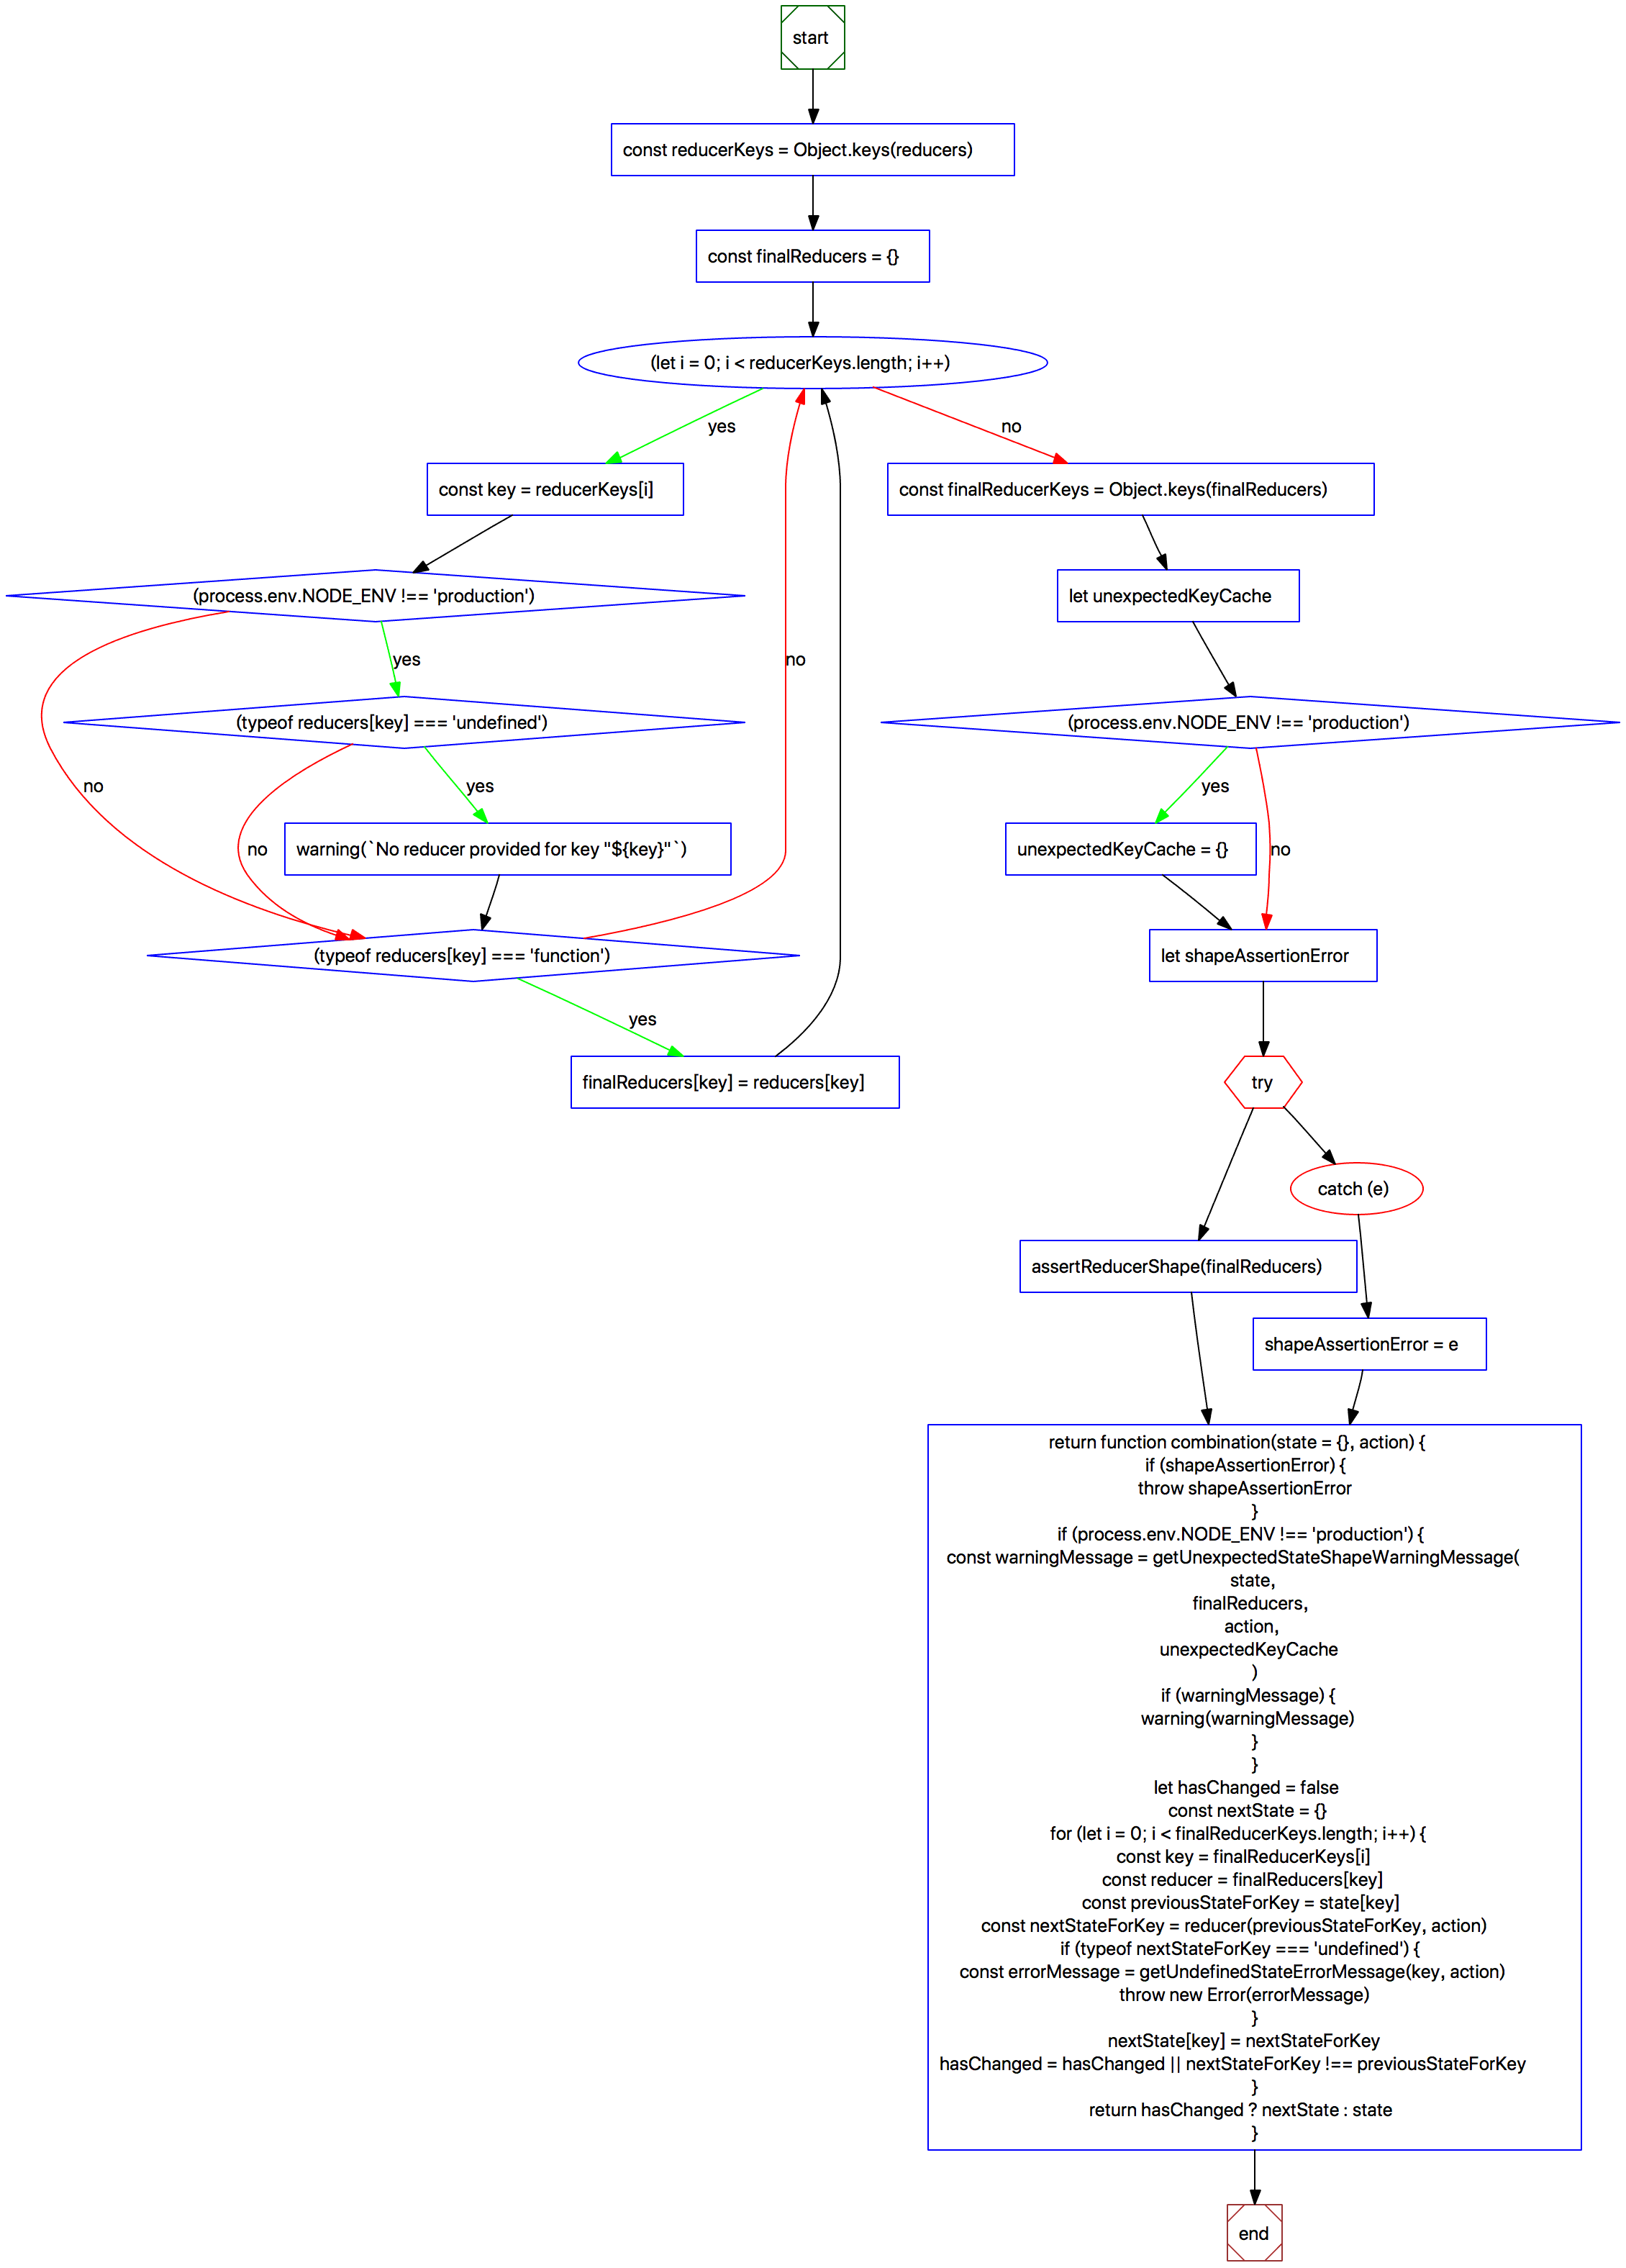 start
const reducerKeys = Object.keys(reducers)
const finalReducers = {}
(let i = 0; i < reducerKeys.length; i++)
yes
no
const key = reducerKeys[i]
const finalReducerKeys = Object.keys(finalReducers)
(process.env.NODE_ENV !== 'production')
let unexpectedKeyCache
yes
no
(typeof reducers[key] === 'undefined')
(process.env.NODE_ENV !== 'production')
no
yes
yes
no
warning(`No reducer provided for key "${key}"`)
unexpectedKeyCache = {}
no
(typeof reducers[key] === 'function')
let shapeAssertionError
yes
finalReducers[key] = reducers[key]
try
catch (e)
assertReducerShape(finalReducers)
shapeAssertionError = e
return function combination(state = {}, action) {
if (shapeAssertionError) {
throw shapeAssertionError
}
if (process.env.NODE_ENV !== 'production') {
const warningMessage = getUnexpectedStateShapeWarningMessage(
state,
finalReducers,
action,
unexpectedKeyCache
)
if (warningMessage) {
warning(warningMessage)
}
}
let hasChanged = false
const nextState = {}
for (let i = 0; i < finalReducerKeys.length; i++) {
const key = finalReducerKeys[i]
const reducer = finalReducers[key]
const previousStateForKey = state[key]
const nextStateForKey = reducer(previousStateForKey, action)
if (typeof nextStateForKey === 'undefined') {
const errorMessage = getUndefinedStateErrorMessage(key, action)
throw new Error(errorMessage)
}
nextState[key] = nextStateForKey
hasChanged = hasChanged || nextStateForKey !== previousStateForKey
}
return hasChanged ? nextState : state
}
end